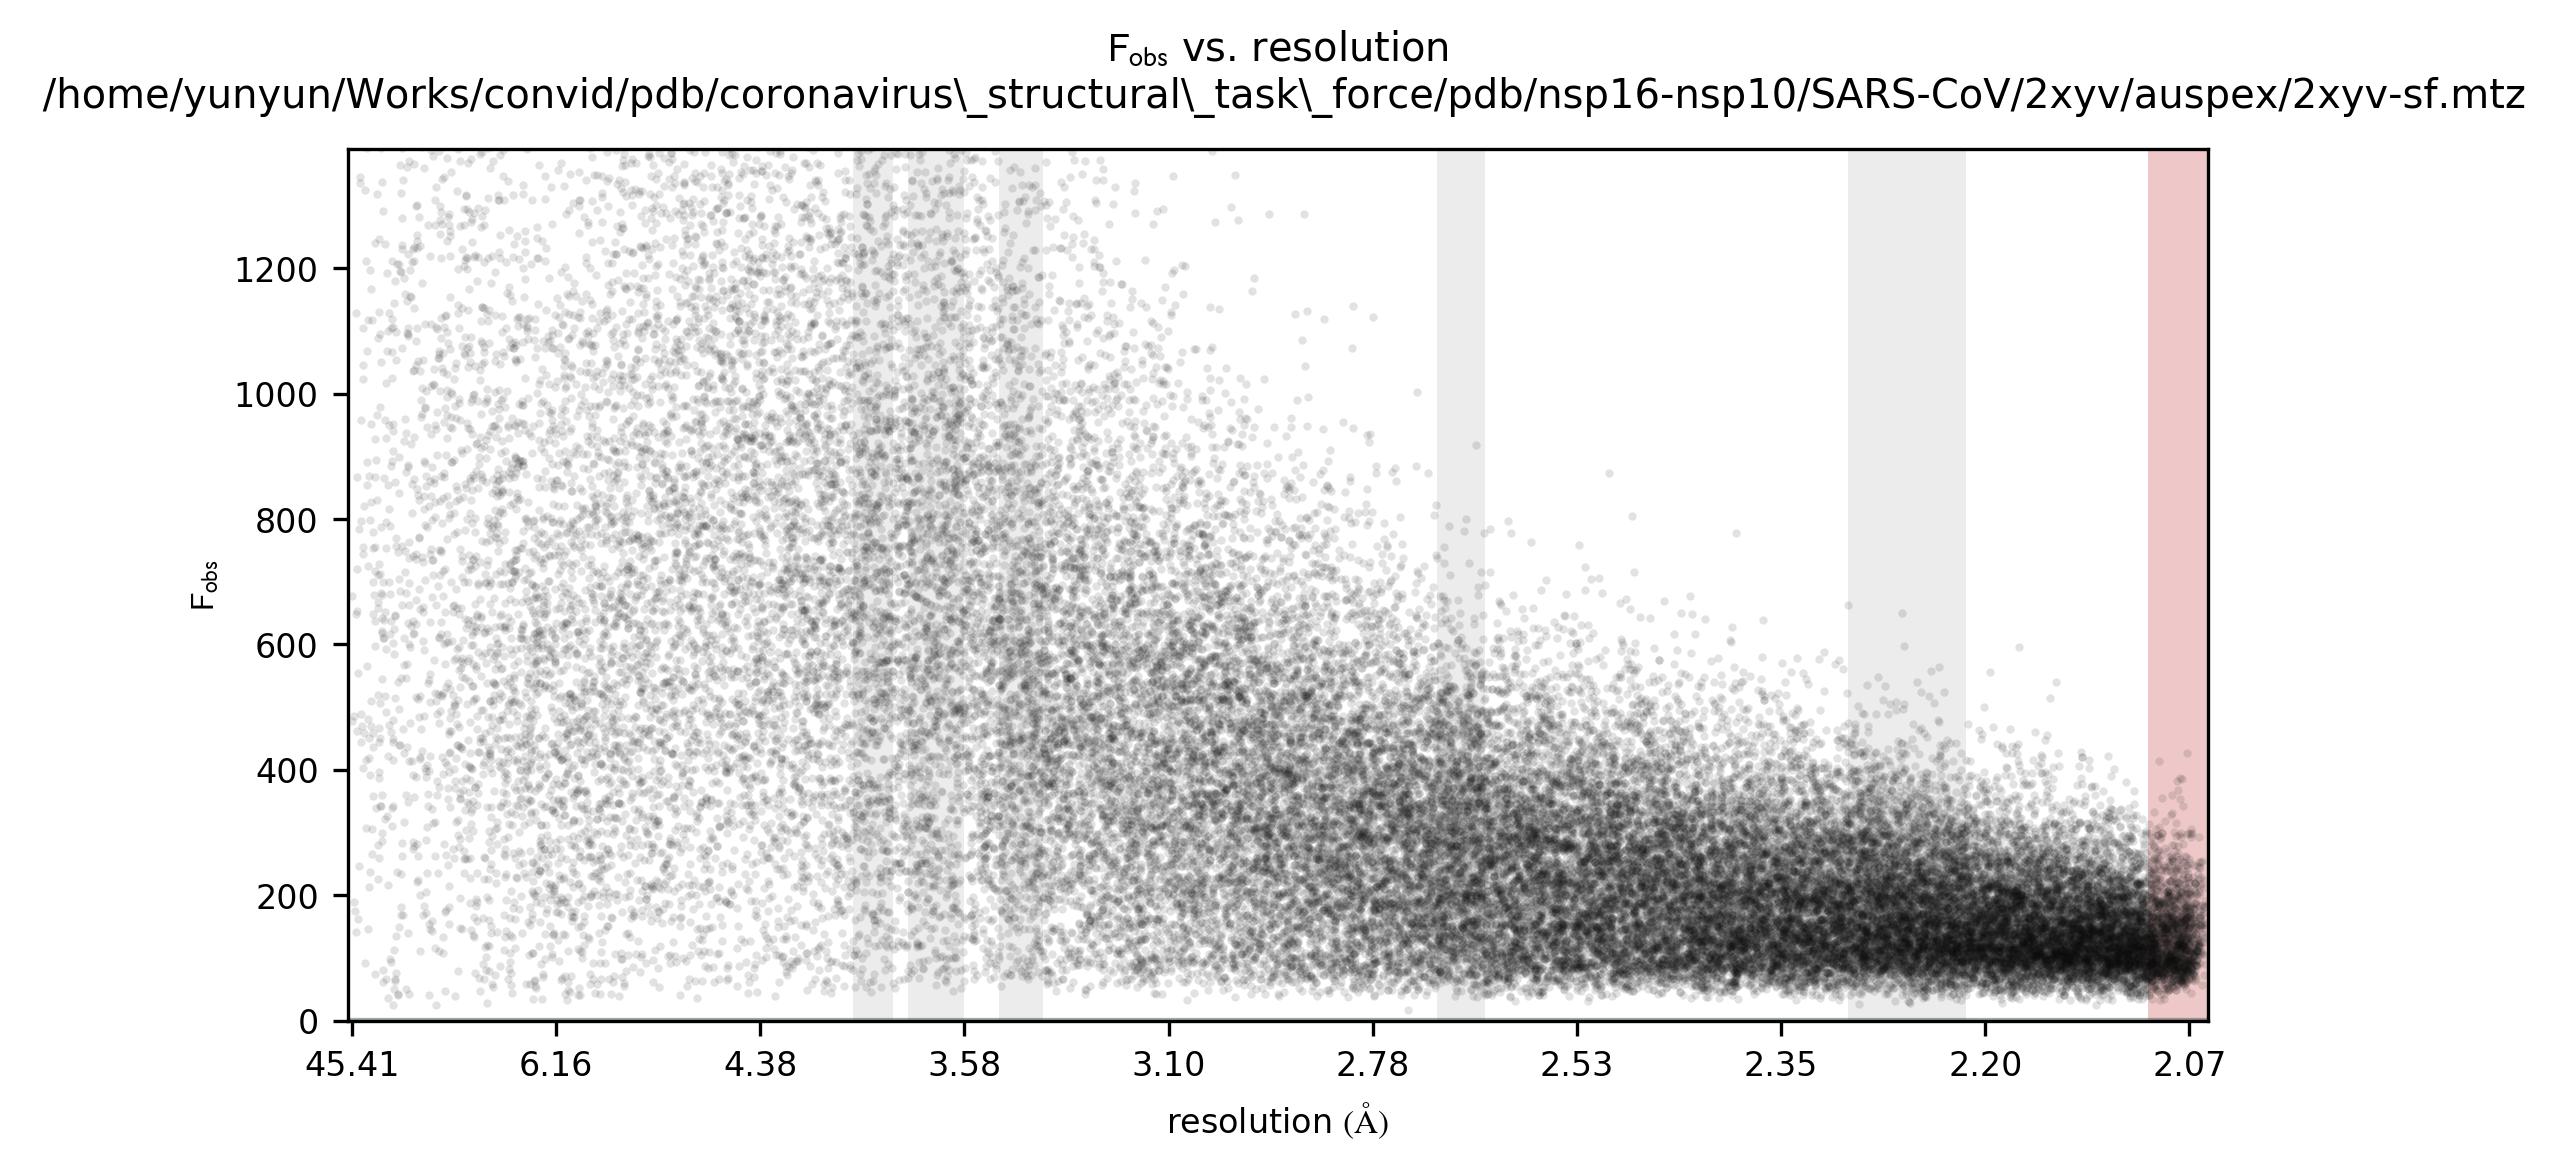 Fobs vs. resolution
/home/yunyun/Works/convid/pdb/coronavirus\_structural\_task\_force/pdb/nsp16-nsp10/SARS-CoV/2xyv/auspex/2xyv-sf.mtz
1200
1000
800
600
400
200
0
Fobs
45.41 6.16 4.38 3.58 3.10 2.78 2.53 2.35 2.20 2.07
resolution (Å)